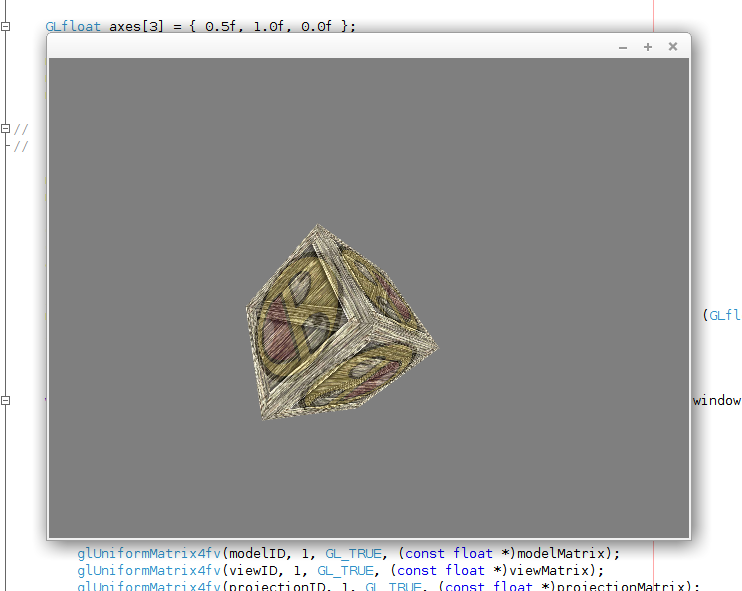 GLfloat axes[3] = { 0.5f, 1.0f, 0.0f };
//
//
(GLfl
window
glUniformMatrix4fv(modelID, 1, GL_TRUE, (const float *)modelMatrix);
glUniformMatrix4fv(viewID, 1, GL_TRUE, (const float *)viewMatrix);
glUniformMatrix4fv(projectionID, 1, GL_TRUE, (const float *)projectionMatrix);